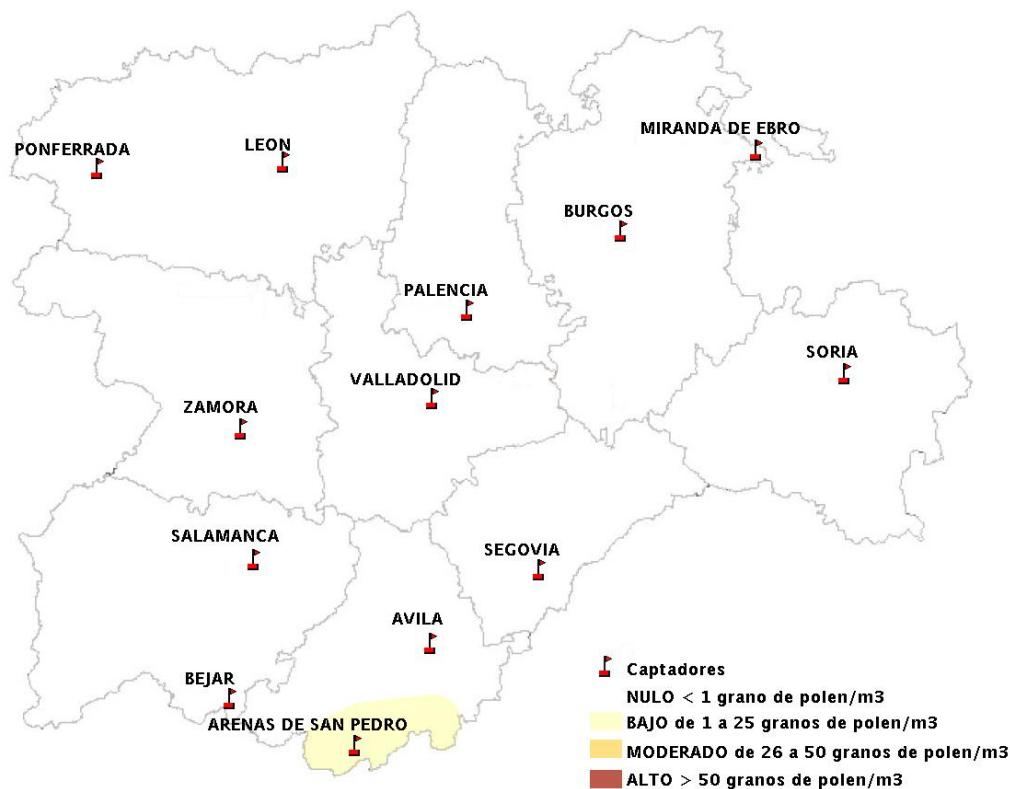 MIRANDA DE EBRO
PONFERRADA
LEON
BURGOS
PALENCIA
SORIA
VALLADOLID
ZAMORA
SALAMANCA
SEGOVIA
AVILA
BEJAR
ARENAS DE SAN PEDRO
Captadores
NULO < 1 grano de polen/m3
BAJO de 1 a 25 granos de polen/m3
MODERADO de 26 a 50 granos de polen/m3
ALTO > 50 granos de polen/m3